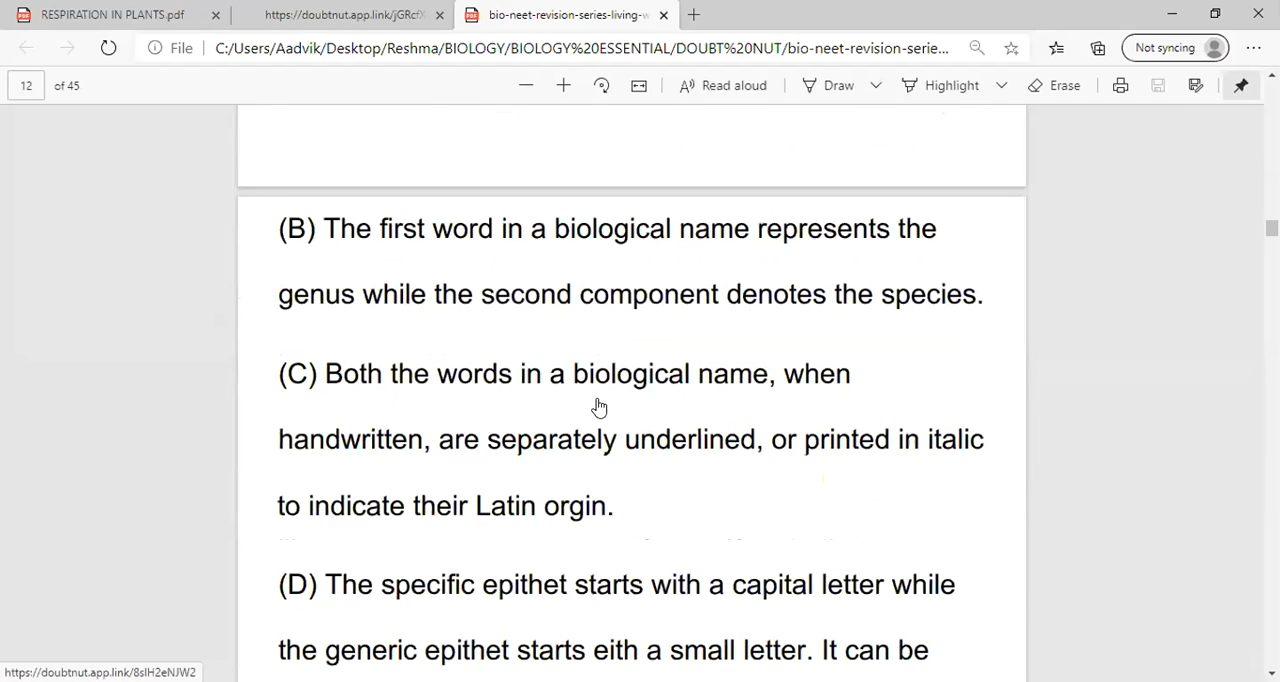 RESPIRATION IN PLANTS.pdf
https://doubtnut.app.link/jGRcf
bio-neet-revision-series-living-w
File
C:/Users/Aadvik/Desktop/Reshma/BIOLOGY/BIOLOGY%20ESSENTIAL/DOUBT%20NUT/bio-neet-revision-serie...
Not syncing
12 of 45
Read aloud
Draw
Highlight
Erase
(B) The first word in a biological name represents the
genus while the second component denotes the species.
(C) Both the words in a biological name, when
handwritten, are separately underlined, or printed in italic
to indicate their Latin orgin.
(D) The specific epithet starts with a capital letter while
the generic epithet starts eith a small letter. It can be
https://doubtnut.app.link/8slH2eNJW2